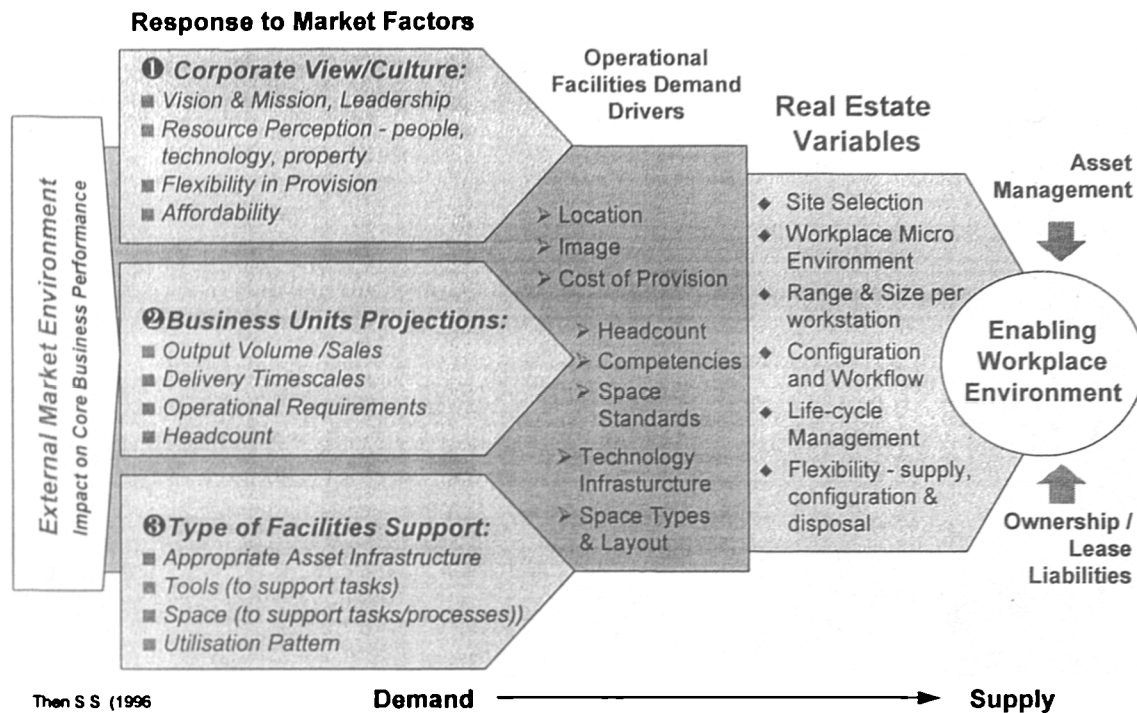 Response to Market Factors
External Market Environment
Impact on Core Business Performance
❶ Corporate View/Culture:
■ Vision & Mission, Leadership
■ Resource Perception - people,
technology, property
■ Flexibility in Provision
■ Affordability
❷Business Units Projections:
■ Output Volume /Sales
■ Delivery Timescales
■ Operational Requirements
■ Headcount
❸Type of Facilities Support:
■ Appropriate Asset Infrastructure
■ Tools (to support tasks)
■ Space (to support tasks/processes))
■ Utilisation Pattern
Operational
Facilities Demand
Drivers
➢ Location
➢ Image
➢ Cost of Provision
➢ Headcount
➢ Competencies
➢ Space
Standards
➢ Technology
Infrasturcture
➢ Space Types
& Layout
Real Estate
Variables
◆ Site Selection
◆ Workplace Micro
Environment
◆ Range & Size per
workstation
◆ Configuration
and Workflow
◆ Life-cycle
Management
◆ Flexibility - supply,
configuration &
disposal
Asset
Management
Enabling
Workplace
Environment
Ownership /
Lease
Liabilities
Then S S (1996
Demand
Supply